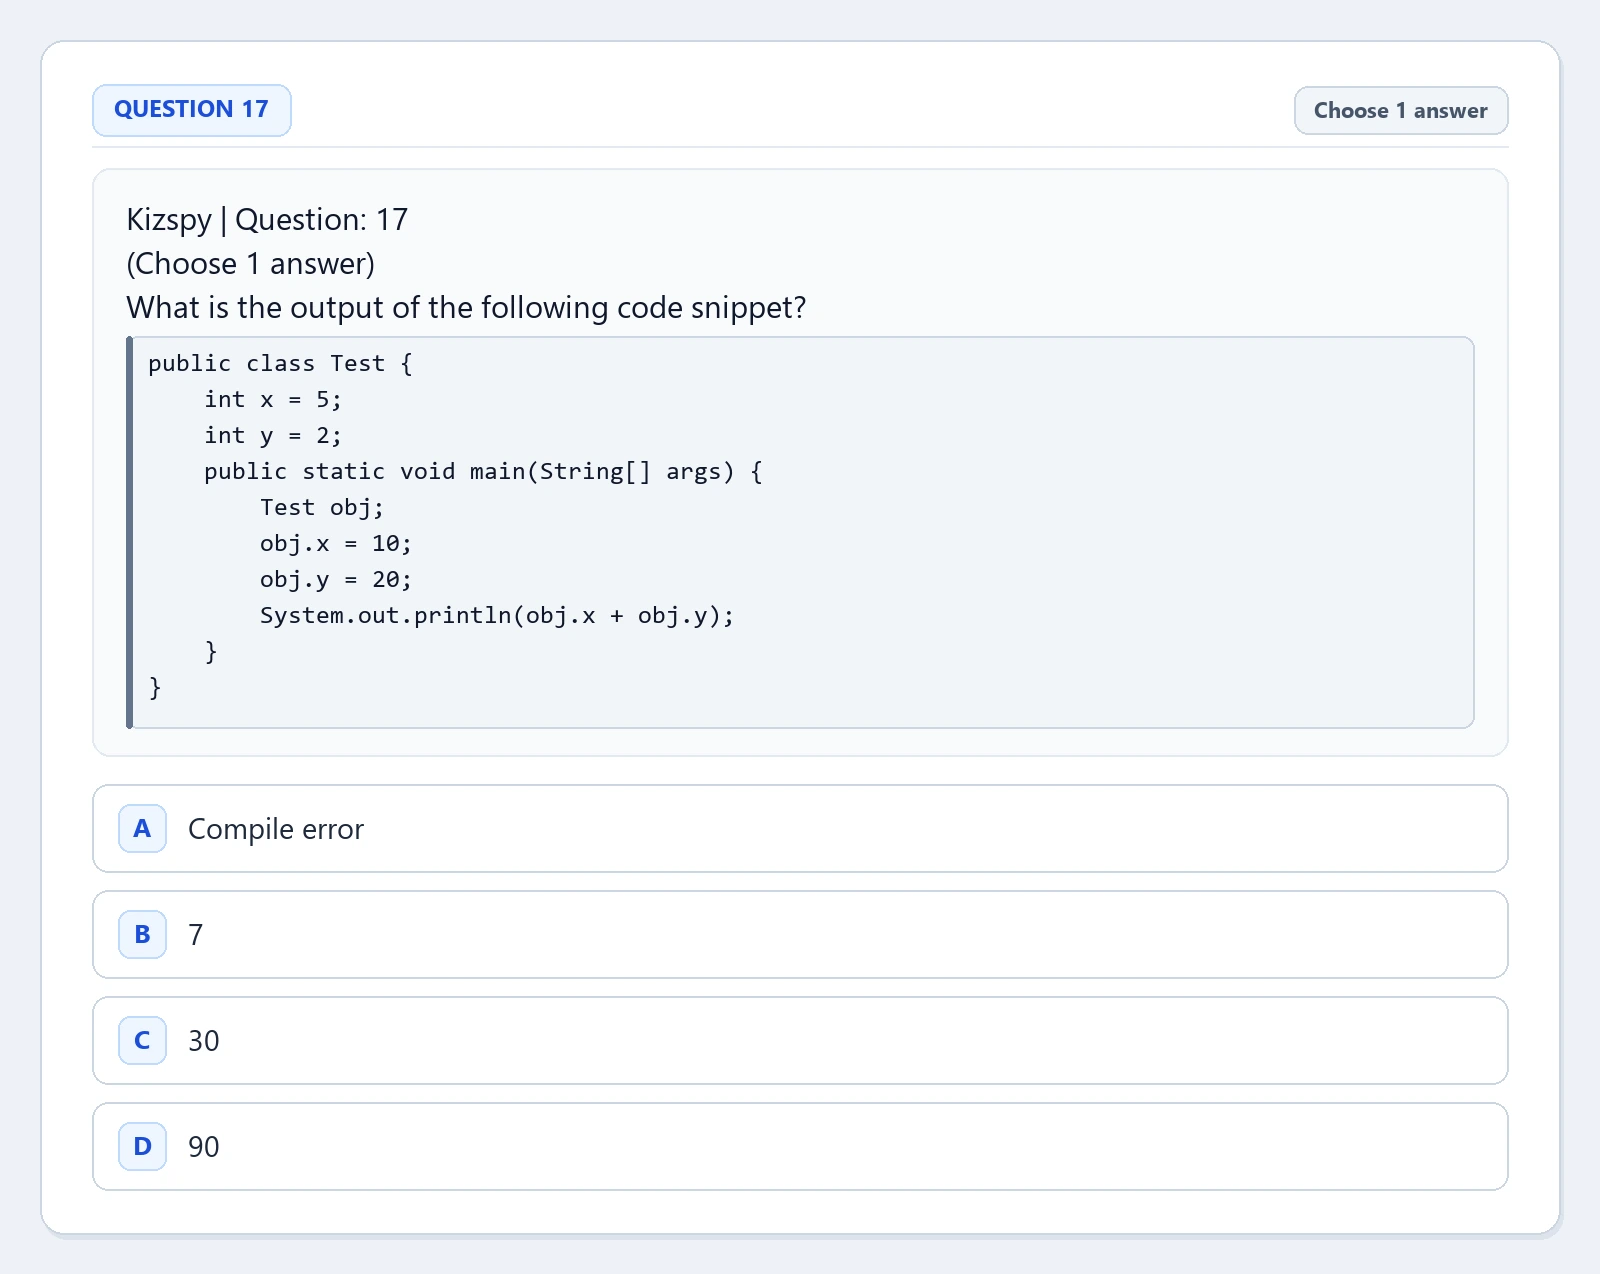 QUESTION 17
Choose 1 answer
Kizspy | Question: 17
(Choose 1 answer)
What is the output of the following code snippet?
public class Test {
    int x = 5;
    int y = 2;
    public static void main(String[] args) {
        Test obj;
        obj.x = 10;
        obj.y = 20;
        System.out.println(obj.x + obj.y);
    }
}
A Compile error
B 7
C 30
D 90